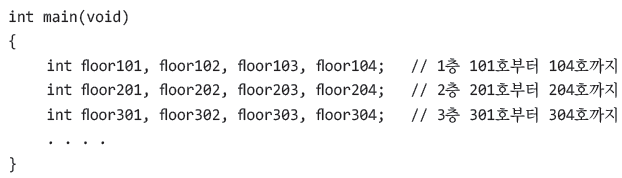 int main(void)
{
    int floor101, floor102, floor103, floor104;   // 1층 101호부터 104호까지
    int floor201, floor202, floor203, floor204;   // 2층 201호부터 204호까지
    int floor301, floor302, floor303, floor304;   // 3층 301호부터 304호까지
    . . . .
}